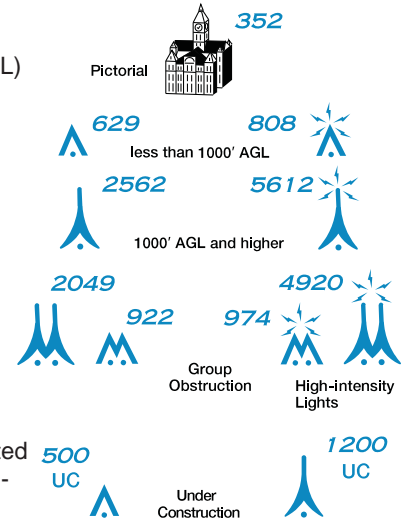 352
L)
Pictorial
629
808
less than 1000' AGL
2562
5612
1000' AGL and higher
2049
4920
922
974
Group
Obstruction
High-intensity
Lights
ted
-
500
UC
1200
UC
Under
Construction